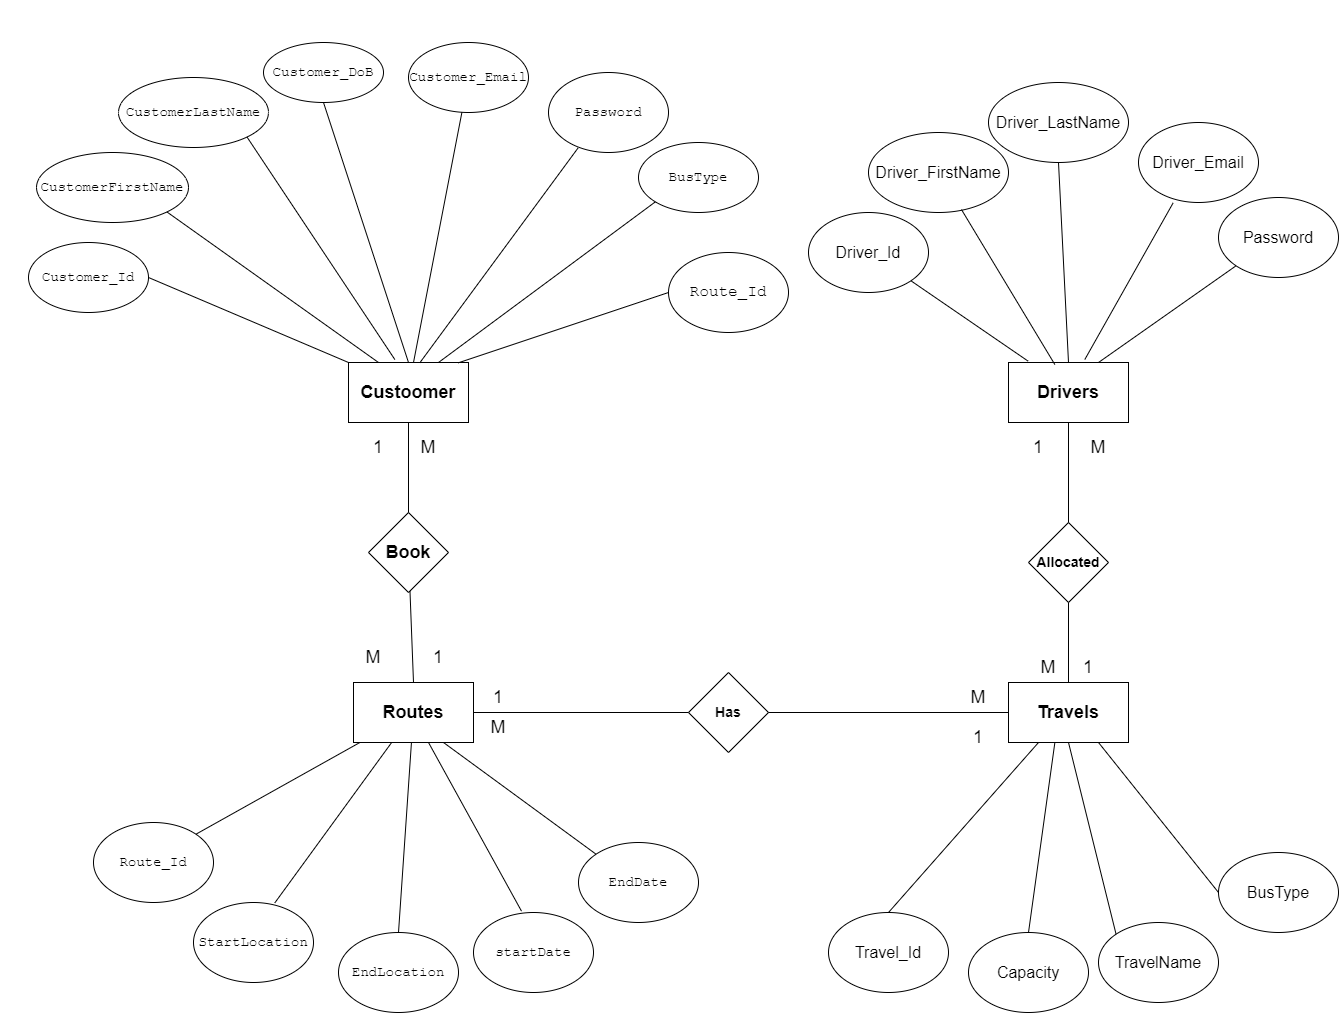 Customer_DoB
Customer_Email
CustomerLastName
Password
CustomerFirstName
BusType
Customer_Id
Route_Id
Driver_LastName
Driver_FirstName
Driver_Email
Driver_Id
Password
Custoomer
Drivers
1 M
1 M
Book
Allocated
M 1
M 1
Routes
1
M
Has
M
1
Travels
Route_Id
StartLocation
EndLocation
startDate
EndDate
Travel_Id
Capacity
TravelName
BusType